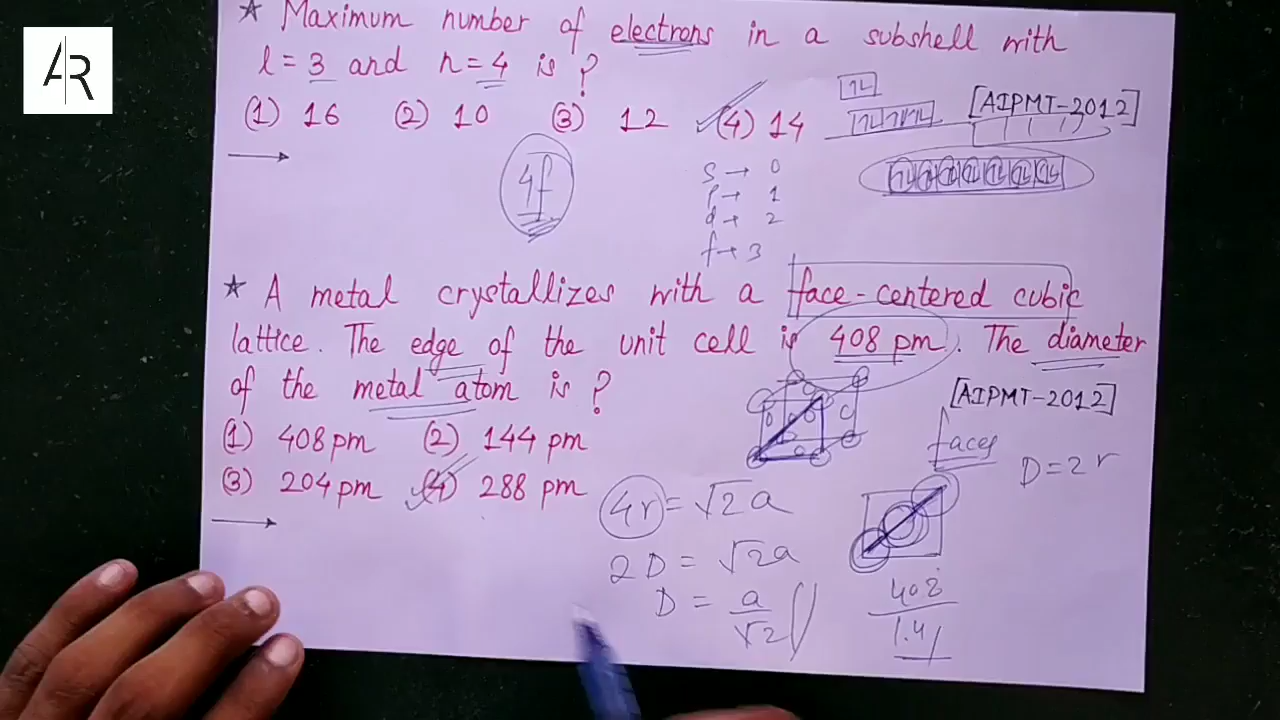 AR
★ Maximum number of electrons in a subshell with
l = 3 and n = 4 is ?
(1) 16 (2) 10 (3) 12 (4) 14 [AIPMT-2012]
4f
s → 0
p → 1
d → 2
f → 3
★ A metal crystallizes with a face-centered cubic
lattice. The edge of the unit cell is 408 pm. The diameter
of the metal atom is ?
[AIPMT-2012]
(1) 408 pm (2) 144 pm
(3) 204 pm (4) 288 pm
faces
D = 2r
4r = √2a
2D = √2a
D = a/√2
408
1.41